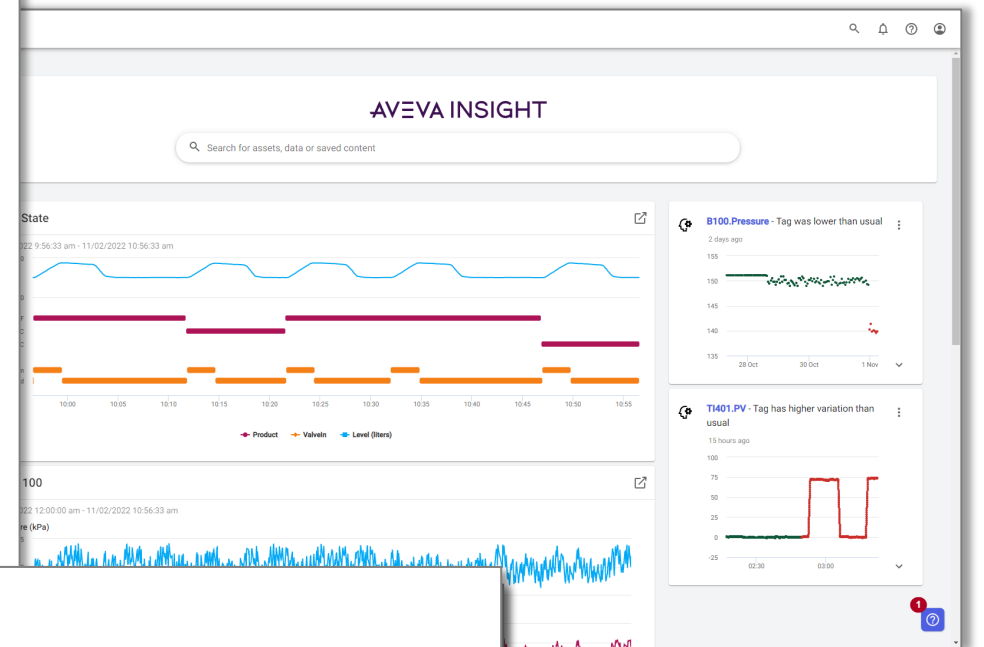 AVEVA INSIGHT
Search for assets, data or saved content
State
022 9:56:33 am - 11/02/2022 10:56:33 am
10:00 10:05 10:10 10:15 10:20 10:25 10:30 10:35 10:40 10:45 10:50 10:55
Product ValveIn Level (liters)
100
022 12:00:00 am - 11/02/2022 10:56:33 am
re (kPa)
B100.Pressure - Tag was lower than usual
2 days ago
155
150
145
140
135
28 Oct 30 Oct 1 Nov
TI401.PV - Tag has higher variation than
usual
15 hours ago
100
75
50
25
0
-25
02:30 03:00
1